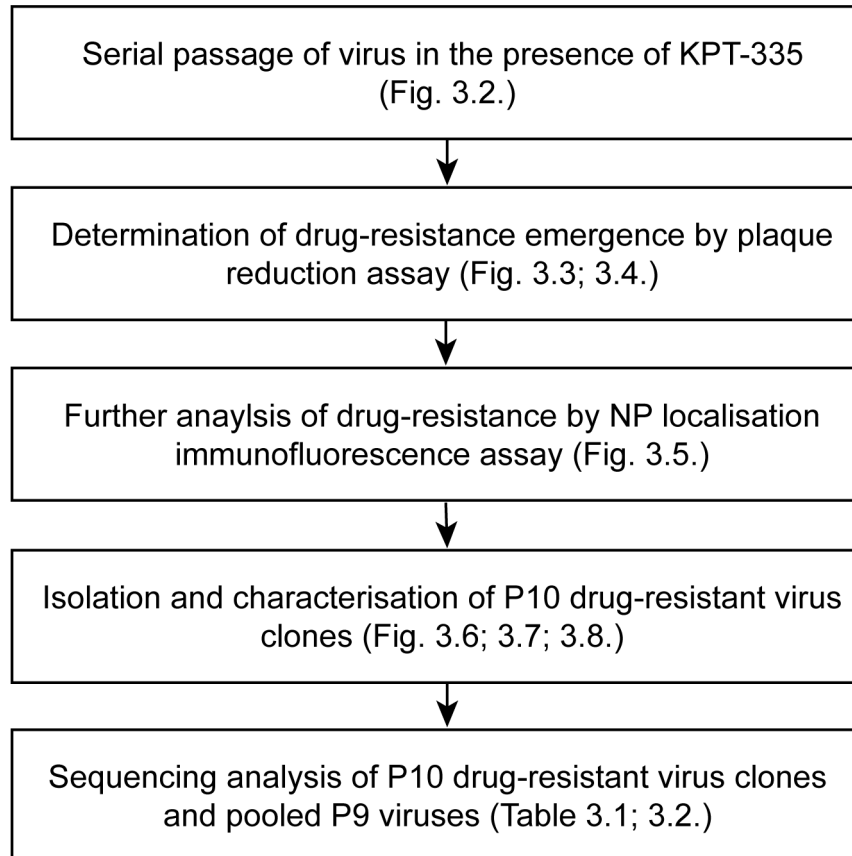 Serial passage of virus in the presence of KPT-335
(Fig. 3.2.)
Determination of drug-resistance emergence by plaque
reduction assay (Fig. 3.3; 3.4.)
Further anaylsis of drug-resistance by NP localisation
immunofluorescence assay (Fig. 3.5.)
Isolation and characterisation of P10 drug-resistant virus
clones (Fig. 3.6; 3.7; 3.8.)
Sequencing analysis of P10 drug-resistant virus clones
and pooled P9 viruses (Table 3.1; 3.2.)